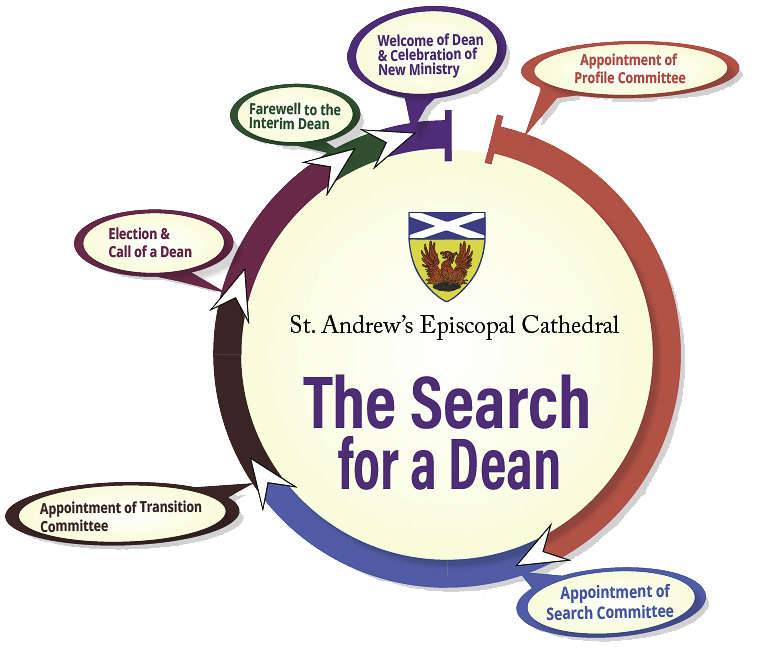 Welcome of Dean
& Celebration of
New Ministry
Appointment of
Profile Committee
Farewell to the
Interim Dean
Election &
Call of a Dean
St. Andrew's Episcopal Cathedral
The Search
for a Dean
Appointment of Transition
Committee
Appointment of
Search Committee